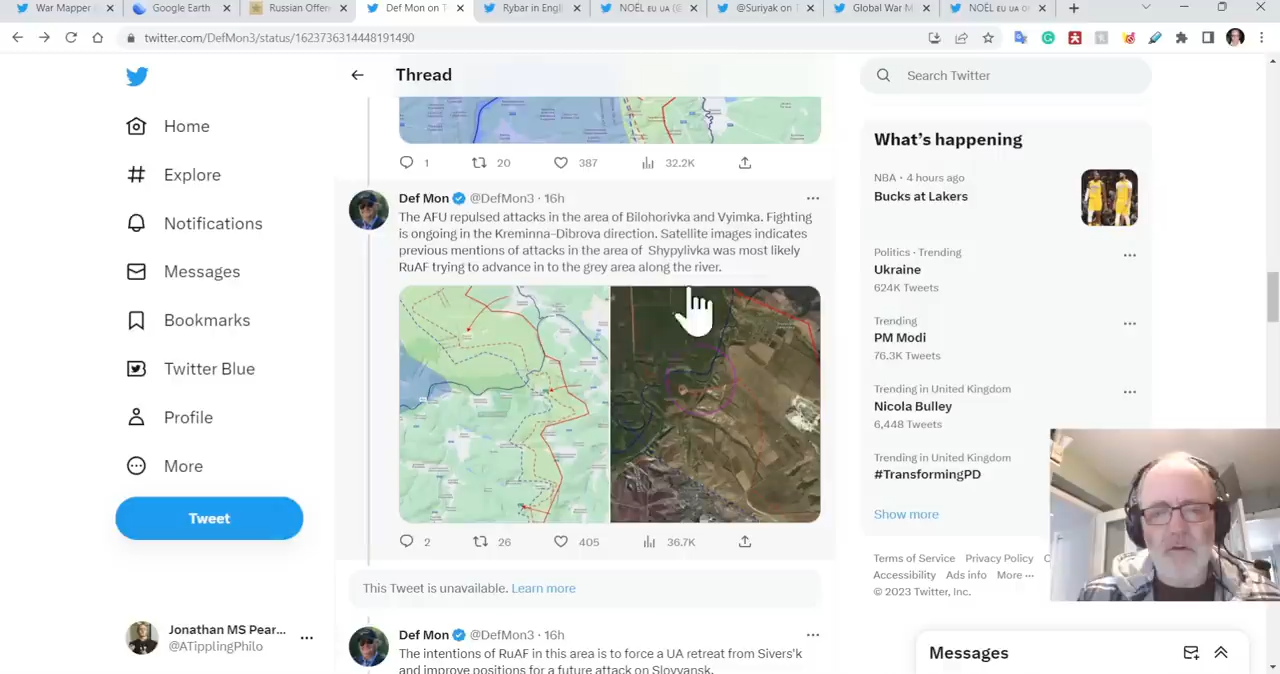 War Mapper
Google Earth
Russian Offen
Def Mon on T
Rybar in Engl
NOËL EU UA (@
@Suriyak on T
Global War M
NOËL EU UA o
twitter.com/DefMon3/status/1623736314448191490
Home
Explore
Notifications
Messages
Bookmarks
Twitter Blue
Profile
More
Tweet
Jonathan MS Pear...
@ATipplingPhilo
Thread
1
20
387
32.2K
Def Mon @DefMon3 · 16h
The AFU repulsed attacks in the area of Bilohorivka and Vyimka. Fighting
is ongoing in the Kreminna-Dibrova direction. Satellite images indicates
previous mentions of attacks in the area of Shypylivka was most likely
RuAF trying to advance in to the grey area along the river.
2
26
405
36.7K
This Tweet is unavailable. Learn more
Def Mon @DefMon3 · 16h
The intentions of RuAF in this area is to force a UA retreat from Sivers'k
and improve positions for a future attack on Slovyansk.
Search Twitter
What's happening
NBA · 4 hours ago
Bucks at Lakers
Politics · Trending
Ukraine
624K Tweets
Trending
PM Modi
76.3K Tweets
Trending in United Kingdom
Nicola Bulley
6,448 Tweets
Trending in United Kingdom
#TransformingPD
Show more
Terms of Service Privacy Policy C
Accessibility Ads info More ···
© 2023 Twitter, Inc.
Messages